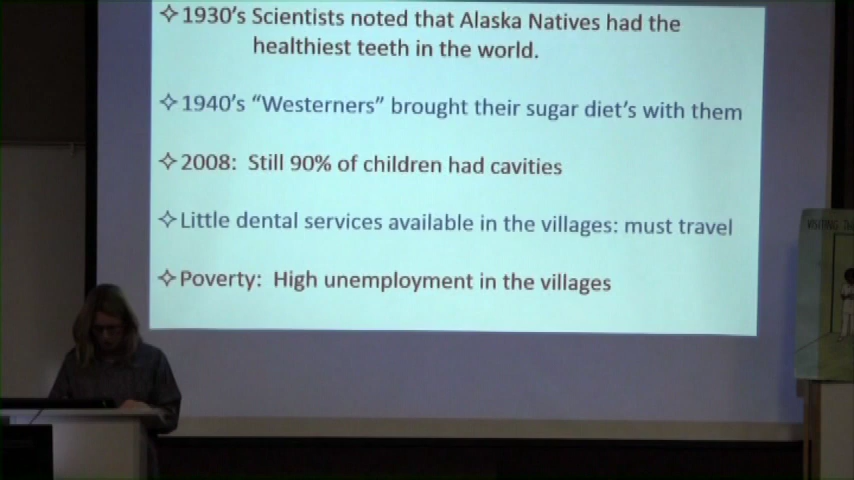 ✧1930's Scientists noted that Alaska Natives had the
healthiest teeth in the world.
✧1940's “Westerners” brought their sugar diet's with them
✧2008: Still 90% of children had cavities
✧Little dental services available in the villages: must travel
✧Poverty: High unemployment in the villages
VISITING